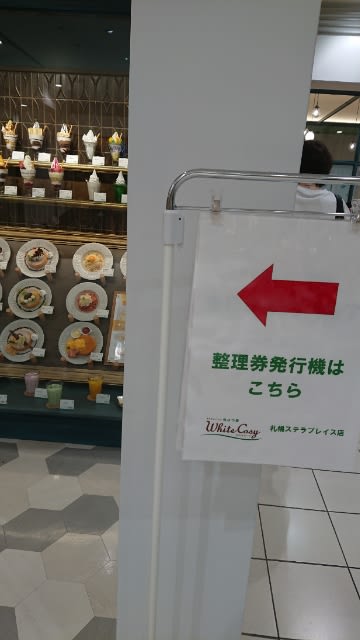 整理券発行機は
こちら
White Cosy
札幌ステラプレイス店